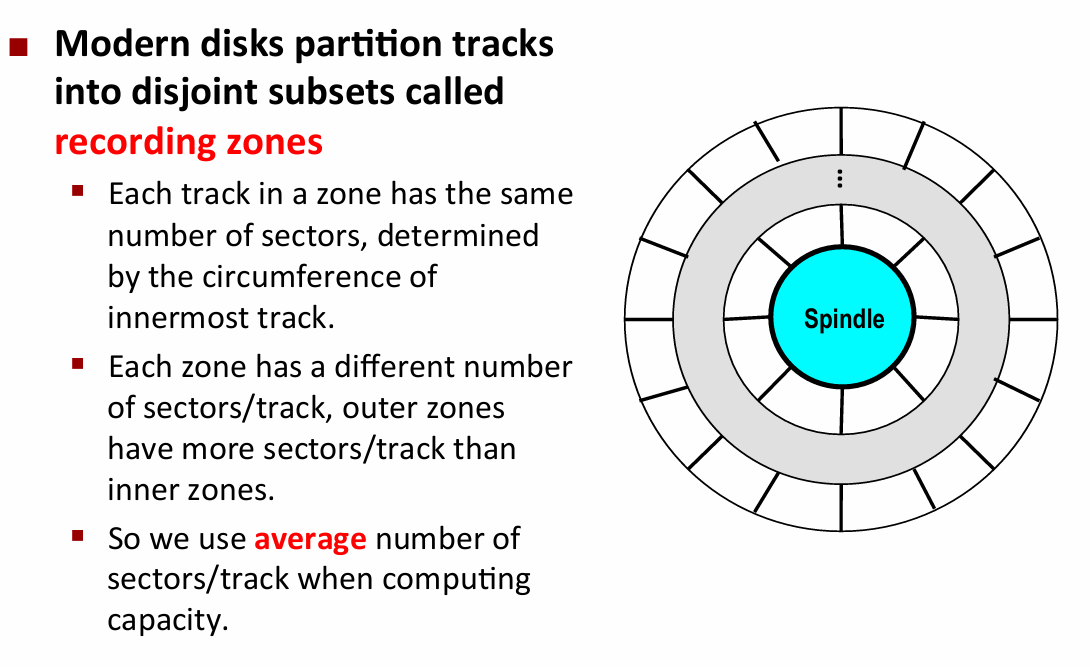 ■ Modern disks partition tracks
into disjoint subsets called
recording zones
▪ Each track in a zone has the same
number of sectors, determined
by the circumference of
innermost track.
▪ Each zone has a different number
of sectors/track, outer zones
have more sectors/track than
inner zones.
▪ So we use average number of
sectors/track when computing
capacity.
⋮
Spindle